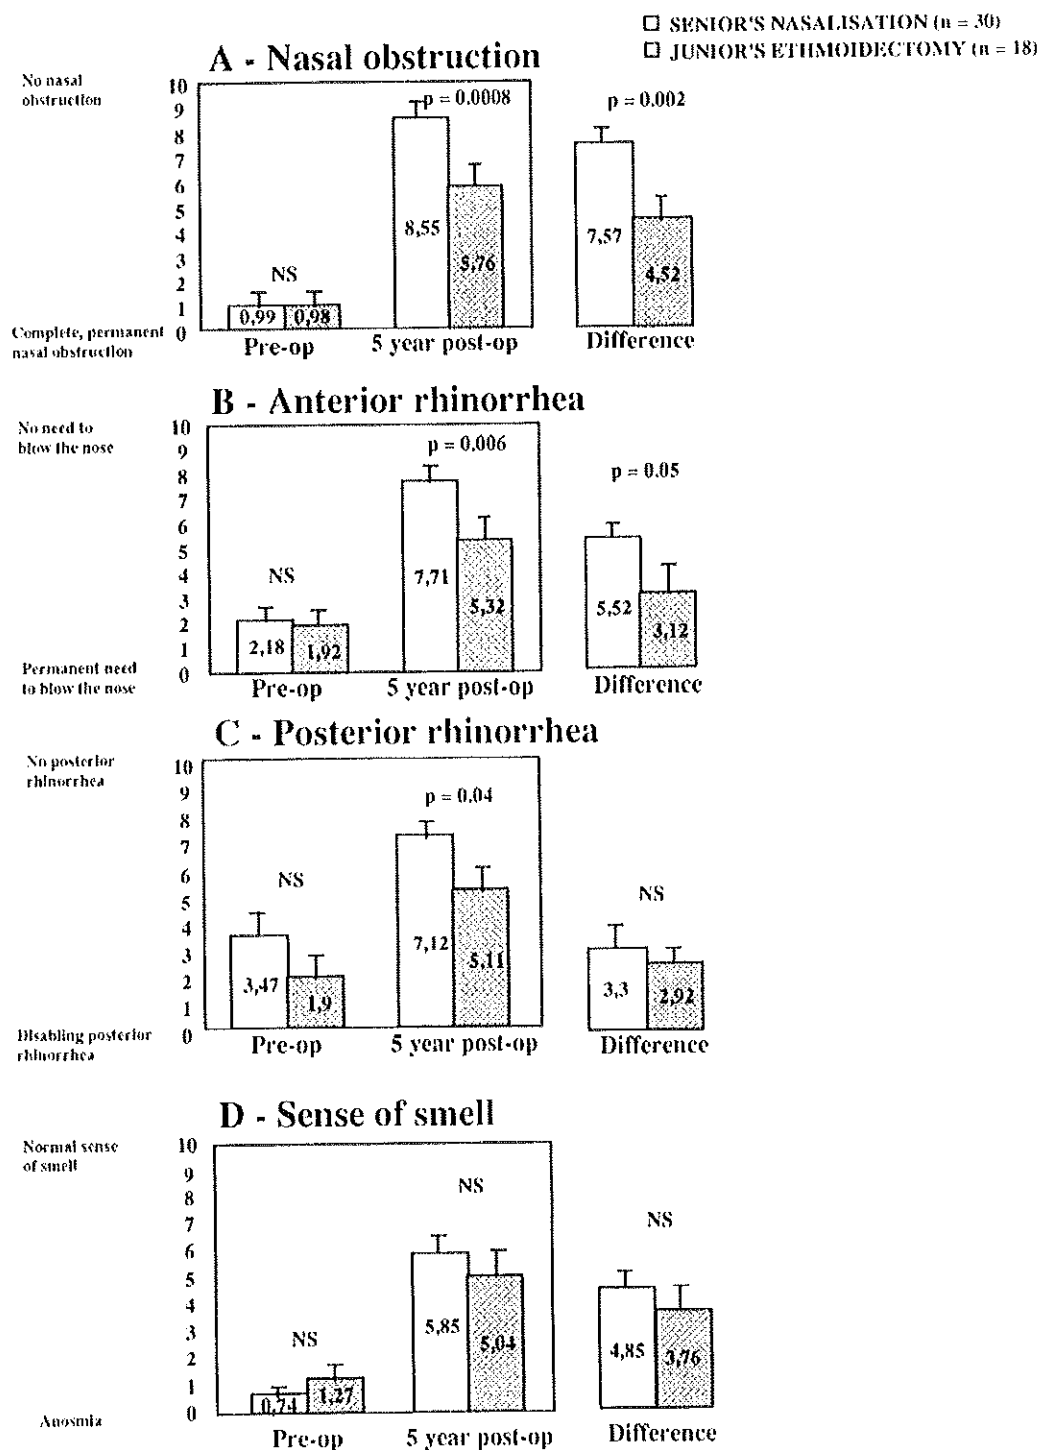 □ SENIOR'S NASALISATION (n = 30)
□ JUNIOR'S ETHMOIDECTOMY (n = 18)
A - Nasal obstruction
No nasal
obstruction
10
9
8
7
6
5
4
3
2
1
0
p = 0.0008
p = 0.002
8,55
5,76
7,57
4,52
NS
0,99
0,98
Complete, permanent
nasal obstruction
Pre-op
5 year post-op
Difference
B - Anterior rhinorrhea
No need to
blow the nose
10
9
8
7
6
5
4
3
2
1
0
p = 0.006
p = 0.05
NS
7,71
5,32
5,52
3,12
2,18
1,92
Permanent need
to blow the nose
Pre-op
5 year post-op
Difference
C - Posterior rhinorrhea
No posterior
rhinorrhea
10
9
8
7
6
5
4
3
2
1
0
p = 0.04
NS
NS
7,12
5,11
3,47
1,9
3,3
2,92
Disabling posterior
rhinorrhea
Pre-op
5 year post-op
Difference
D - Sense of smell
Normal sense
of smell
10
9
8
7
6
5
4
3
2
1
0
NS
NS
NS
5,85
5,04
4,85
3,76
0,74
1,27
Anosmia
Pre-op
5 year post-op
Difference